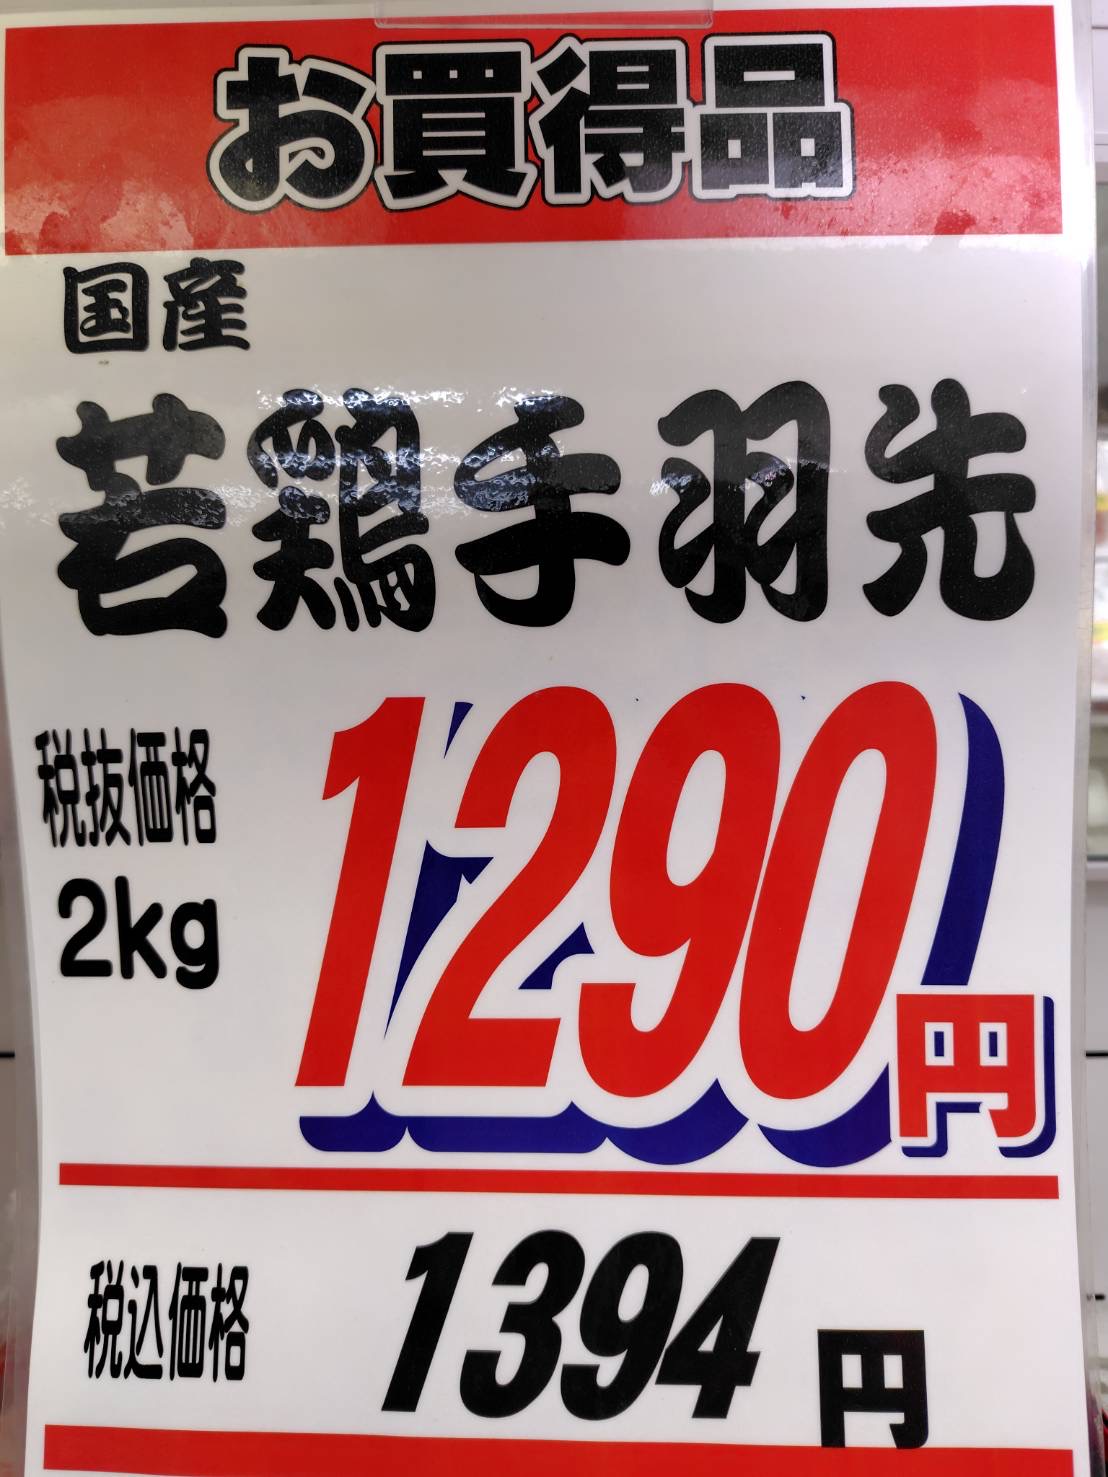 お買得品
国産
若鶏手羽先
税抜価格
2kg
1290円
税込価格
1394円